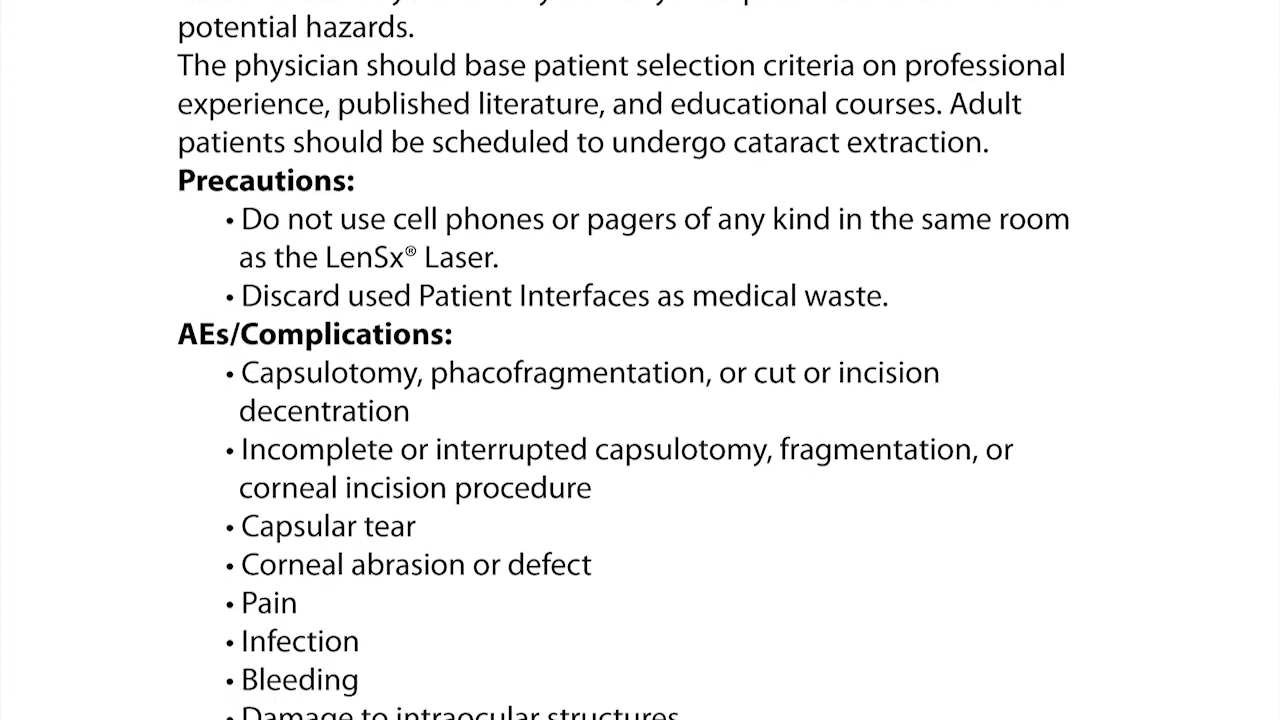 potential hazards.
The physician should base patient selection criteria on professional
experience, published literature, and educational courses. Adult
patients should be scheduled to undergo cataract extraction.
Precautions:
• Do not use cell phones or pagers of any kind in the same room
as the LenSx® Laser.
• Discard used Patient Interfaces as medical waste.
AEs/Complications:
• Capsulotomy, phacofragmentation, or cut or incision
decentration
• Incomplete or interrupted capsulotomy, fragmentation, or
corneal incision procedure
• Capsular tear
• Corneal abrasion or defect
• Pain
• Infection
• Bleeding
• Damage to intraocular structures